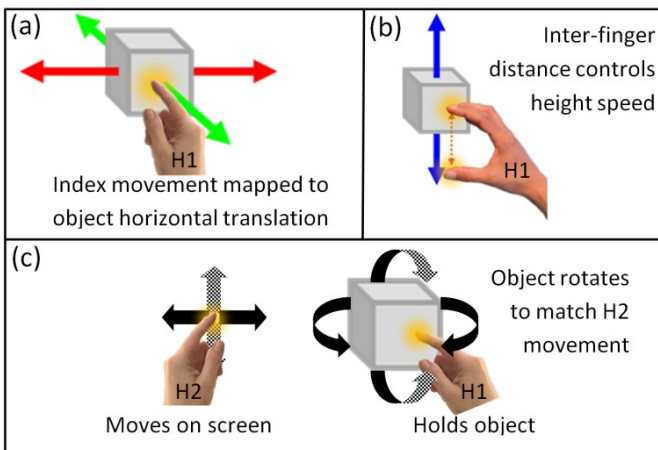 (a)
H1
Index movement mapped to
object horizontal translation
(b)
Inter-finger
distance controls
height speed
H1
(c)
H2
Moves on screen
H1
Holds object
Object rotates
to match H2
movement